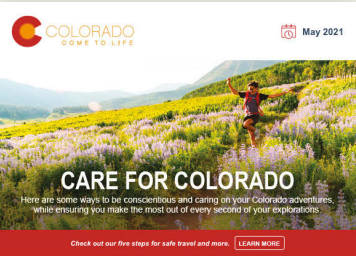 COLORADO
COME TO LIFE
May 2021
CARE FOR COLORADO
Here are some ways to be conscientious and caring on your Colorado adventures,
while ensuring you make the most out of every second of your explorations.
Check out our five steps for safe travel and more.
LEARN MORE